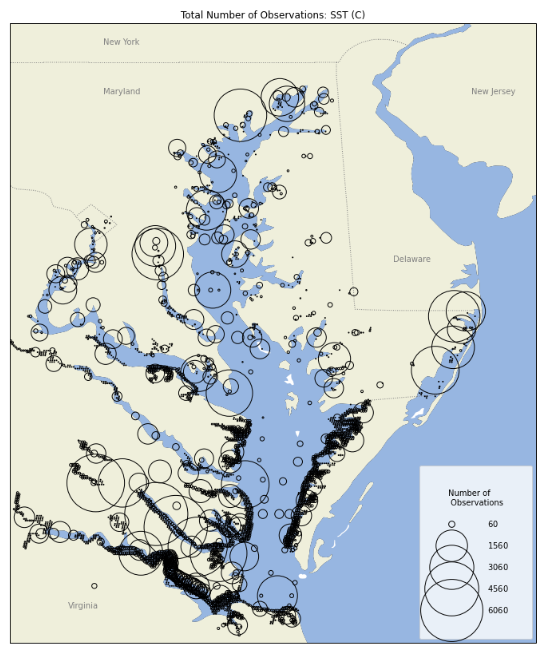 Total Number of Observations: SST (C)
New York
Maryland
New Jersey
Delaware
Virginia
Number of
Observations
60
1560
3060
4560
6060